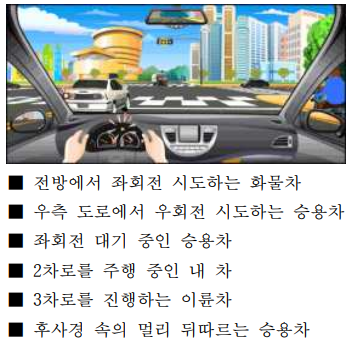 ■ 전방에서 좌회전 시도하는 화물차
■ 우측 도로에서 우회전 시도하는 승용차
■ 좌회전 대기 중인 승용차
■ 2차로를 주행 중인 내 차
■ 3차로를 진행하는 이륜차
■ 후사경 속의 멀리 뒤따르는 승용차